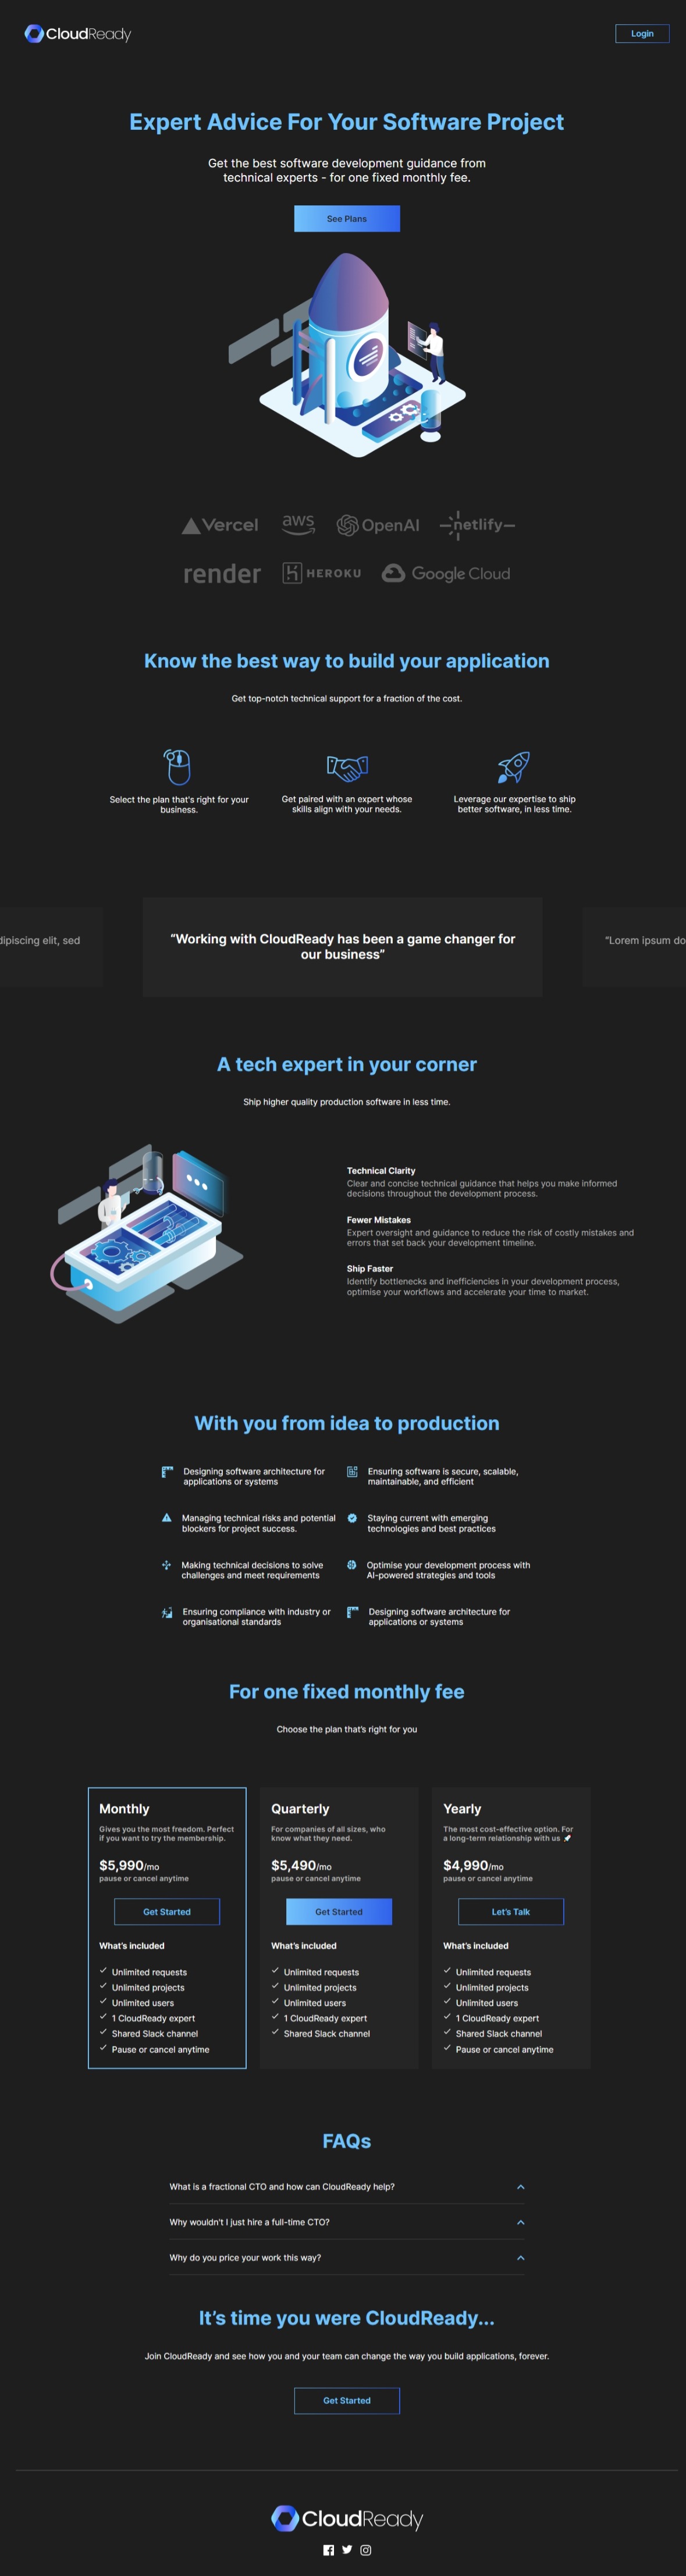 CloudReady
Login
Expert Advice For Your Software Project
Get the best software development guidance from
technical experts - for one fixed monthly fee.
See Plans
Vercel
aws
OpenAI
netlify
render
HEROKU
Google Cloud
Know the best way to build your application
Get top-notch technical support for a fraction of the cost.
Select the plan that's right for your
business.
Get paired with an expert whose
skills align with your needs.
Leverage our expertise to ship
better software, in less time.
dipiscing elit, sed
“Working with CloudReady has been a game changer for
our business”
“Lorem ipsum do
A tech expert in your corner
Ship higher quality production software in less time.
Technical Clarity
Clear and concise technical guidance that helps you make informed
decisions throughout the development process.
Fewer Mistakes
Expert oversight and guidance to reduce the risk of costly mistakes and
errors that set back your development timeline.
Ship Faster
Identify bottlenecks and inefficiencies in your development process,
optimise your workflows and accelerate your time to market.
With you from idea to production
Designing software architecture for
applications or systems
Ensuring software is secure, scalable,
maintainable, and efficient
Managing technical risks and potential
blockers for project success.
Staying current with emerging
technologies and best practices
Making technical decisions to solve
challenges and meet requirements
Optimise your development process with
AI-powered strategies and tools
Ensuring compliance with industry or
organisational standards
Designing software architecture for
applications or systems
For one fixed monthly fee
Choose the plan that's right for you
Monthly
Gives you the most freedom. Perfect
if you want to try the membership.
$5,990/mo
pause or cancel anytime
Get Started
What's included
Unlimited requests
Unlimited projects
Unlimited users
1 CloudReady expert
Shared Slack channel
Pause or cancel anytime
Quarterly
For companies of all sizes, who
know what they need.
$5,490/mo
pause or cancel anytime
Get Started
What's included
Unlimited requests
Unlimited projects
Unlimited users
1 CloudReady expert
Shared Slack channel
Yearly
The most cost-effective option. For
a long-term relationship with us 🚀
$4,990/mo
pause or cancel anytime
Let's Talk
What's included
Unlimited requests
Unlimited projects
Unlimited users
1 CloudReady expert
Shared Slack channel
Pause or cancel anytime
FAQs
What is a fractional CTO and how can CloudReady help?
Why wouldn't I just hire a full-time CTO?
Why do you price your work this way?
It's time you were CloudReady...
Join CloudReady and see how you and your team can change the way you build applications, forever.
Get Started
CloudReady